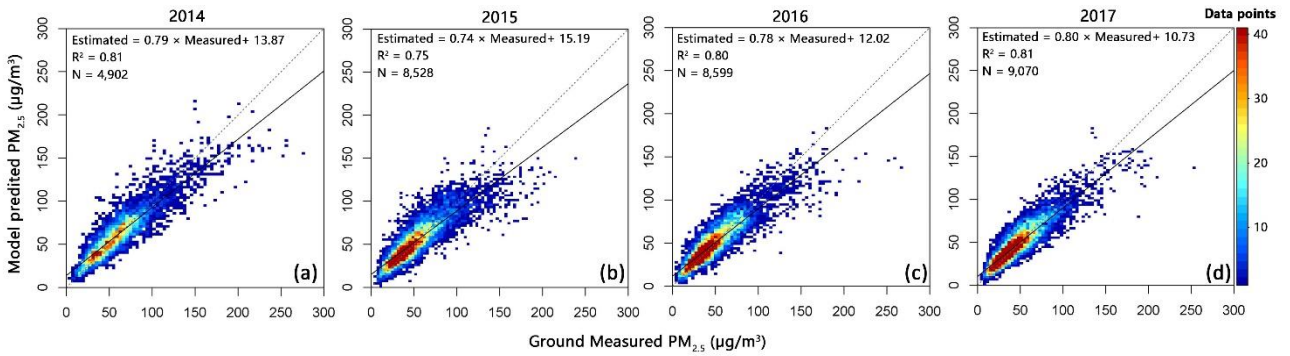 2014
2015
2016
2017
Data points
Estimated = 0.79 × Measured+ 13.87
R² = 0.81
N = 4,902
(a)
Estimated = 0.74 × Measured+ 15.19
R² = 0.75
N = 8,528
(b)
Estimated = 0.78 × Measured+ 12.02
R² = 0.80
N = 8,599
(c)
Estimated = 0.80 × Measured+ 10.73
R² = 0.81
N = 9,070
(d)
40
30
20
10
Model predited PM2.5 (μg/m³)
300
250
200
150
100
50
0
300
250
200
150
100
50
0
300
250
200
150
100
50
0
300
250
200
150
100
50
0
0 50 100 150 200 250 300
0 50 100 150 200 250 300
0 50 100 150 200 250 300
0 50 100 150 200 250 300
Ground Measured PM2.5 (μg/m³)